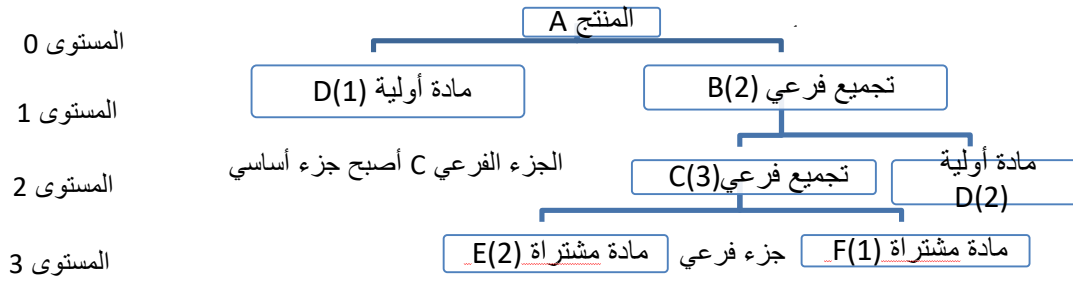 المنتج A
المستوى 0
تجميع فرعي B(2)
مادة أولية D(1)
المستوى 1
مادة أولية
D(2)
تجميع فرعي C(3)
الجزء الفرعي C أصبح جزء أساسي
المستوى 2
مادة مشتراة F(1)
جزء فرعي
مادة مشتراة E(2)
المستوى 3